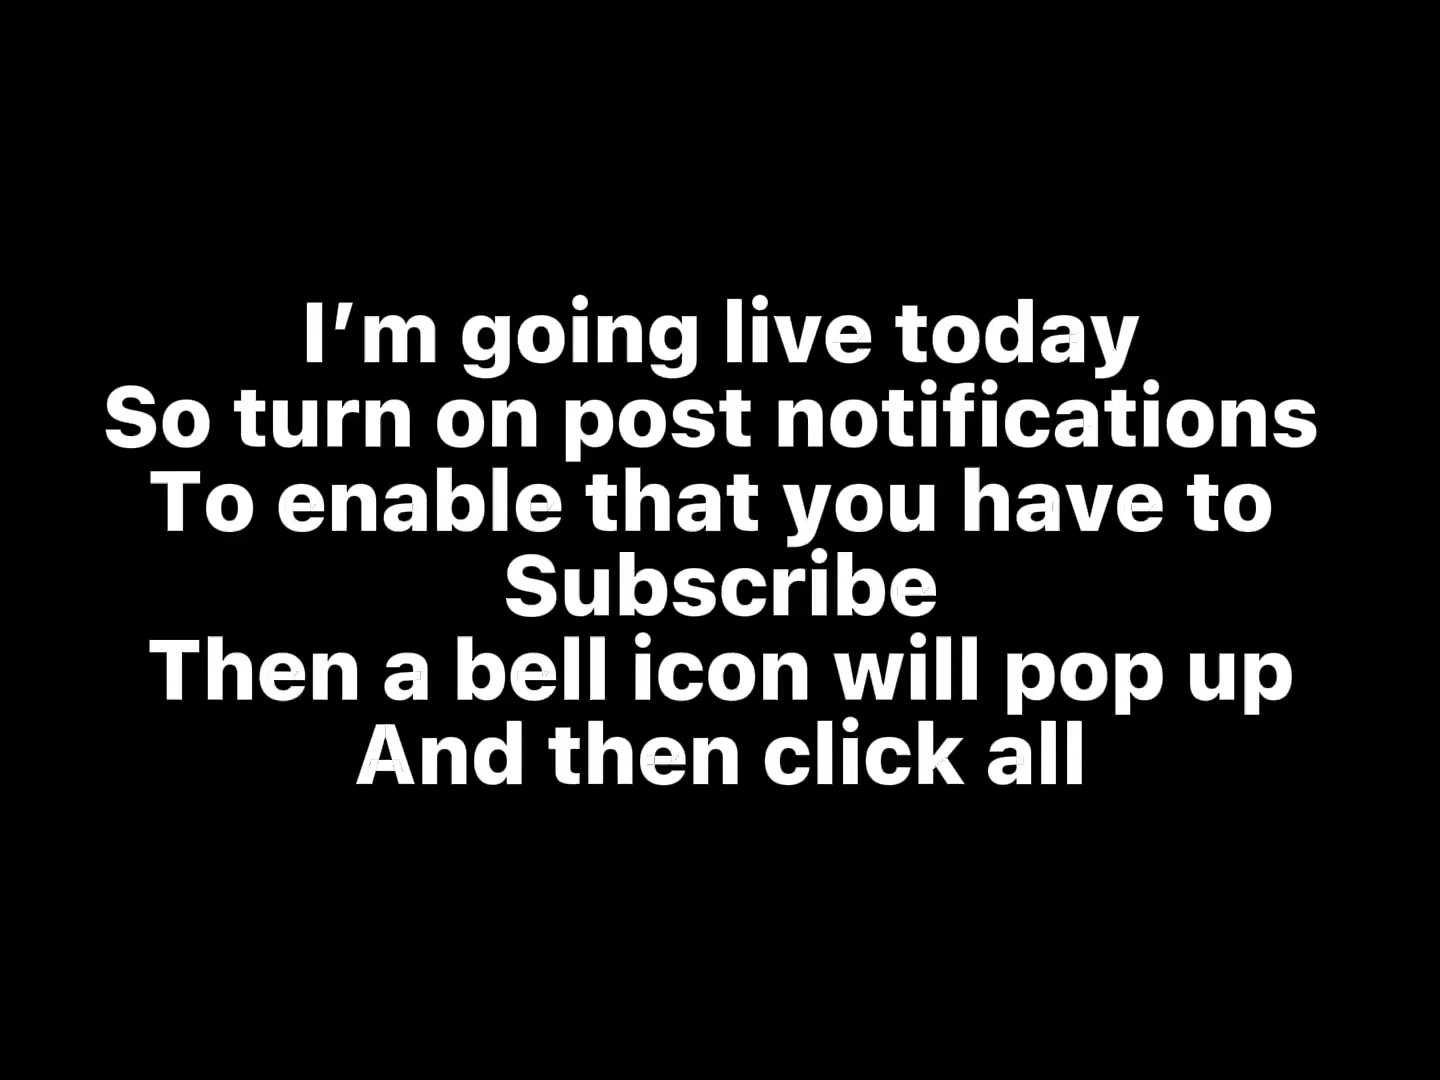 I’m going live today
So turn on post notifications
To enable that you have to
Subscribe
Then a bell icon will pop up
And then click all